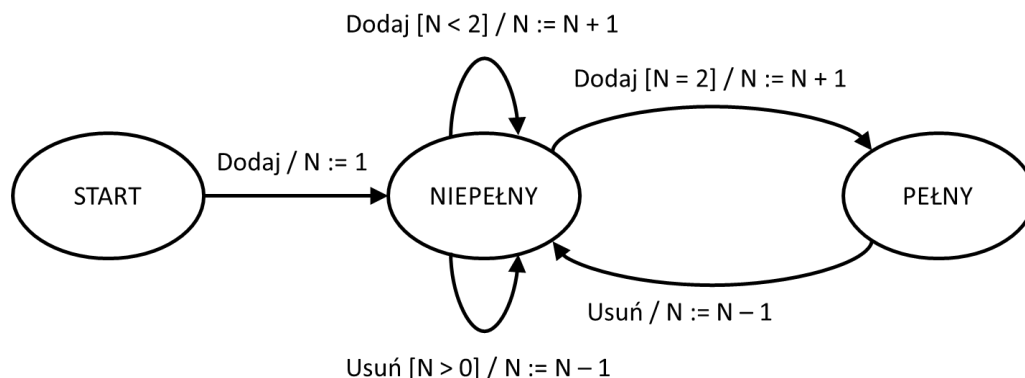 Dodaj [N < 2] / N := N + 1
Dodaj [N = 2] / N := N + 1
Dodaj / N := 1
START
NIEPEŁNY
PEŁNY
Usuń / N := N – 1
Usuń [N > 0] / N := N – 1